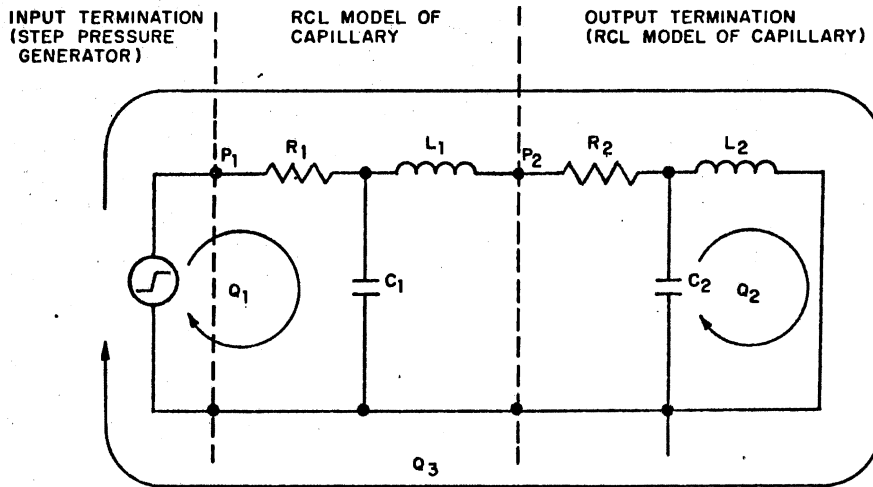 INPUT TERMINATION
(STEP PRESSURE
GENERATOR)
RCL MODEL OF
CAPILLARY
OUTPUT TERMINATION
(RCL MODEL OF CAPILLARY)
P1
R1
L1
P2
R2
L2
Q1
C1
C2
Q2
Q3